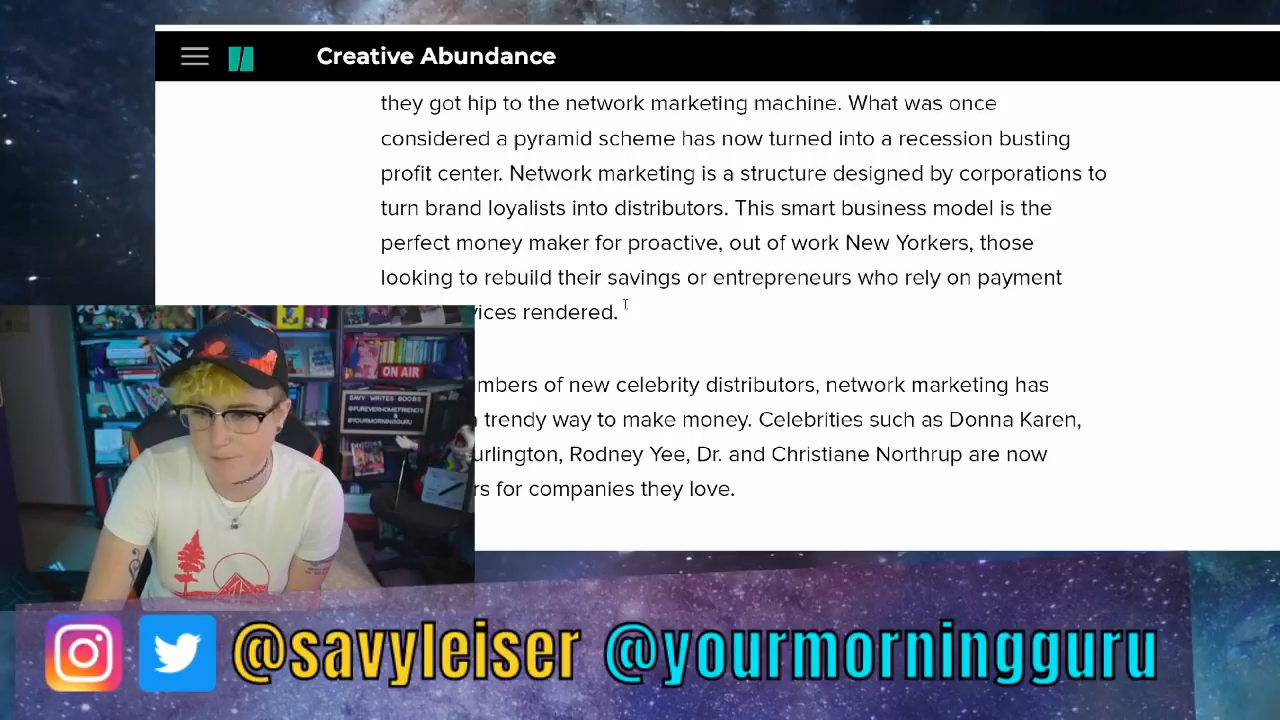 Creative Abundance
they got hip to the network marketing machine. What was once
considered a pyramid scheme has now turned into a recession busting
profit center. Network marketing is a structure designed by corporations to
turn brand loyalists into distributors. This smart business model is the
perfect money maker for proactive, out of work New Yorkers, those
looking to rebuild their savings or entrepreneurs who rely on payment
rendered.
of new celebrity distributors, network marketing has
trendy way to make money. Celebrities such as Donna Karen,
Rodney Yee, Dr. and Christiane Northrup are now
for companies they love.
ON AIR
SAVY WRITES BOOBS
@FUREVERHOMEFRIENDS
&
@YOURMORNINGGURU
@savyleiser @yourmorningguru